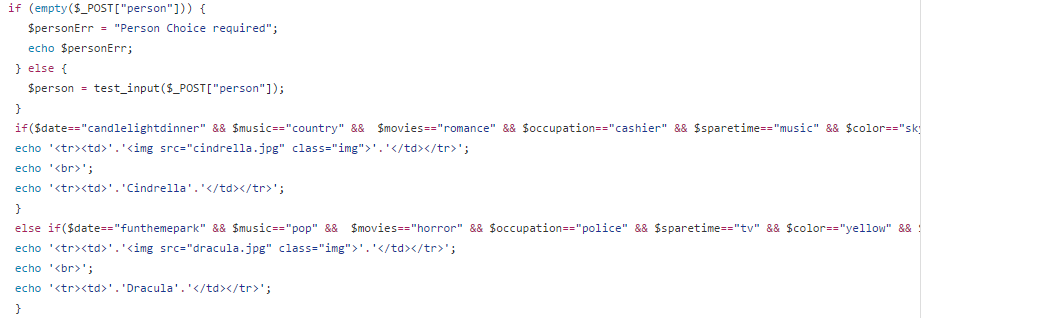 if (empty($_POST["person"])) {
$personErr = "Person Choice required";
echo $personErr;
} else {
$person = test_input($_POST["person"]);
}
if($date=="candlelightdinner" && $music=="country" &&  $movies=="romance" && $occupation=="cashier" && $sparetime=="music" && $color=="sk
echo '<tr><td>'.'<img src="cindrella.jpg" class="img">'.'</td></tr>';
echo '<br>';
echo '<tr><td>'.'Cindrella'.'</td></tr>';
}
else if($date=="funthemepark" && $music=="pop" &&  $movies=="horror" && $occupation=="police" && $sparetime=="tv" && $color=="yellow" &&
echo '<tr><td>'.'<img src="dracula.jpg" class="img">'.'</td></tr>';
echo '<br>';
echo '<tr><td>'.'Dracula'.'</td></tr>';
}